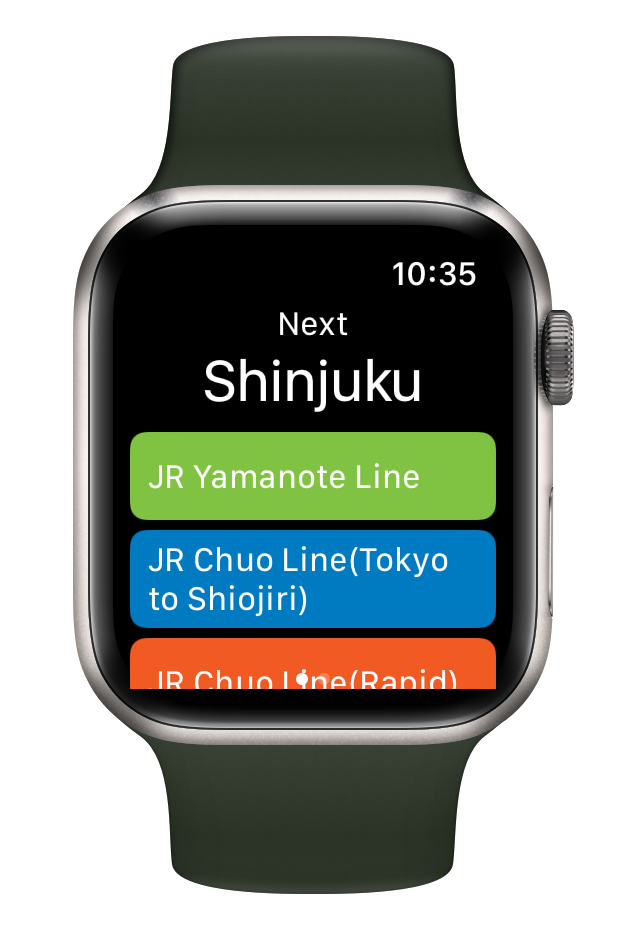 10:35
Next
Shinjuku
JR Yamanote Line
JR Chuo Line(Tokyo
to Shiojiri)
JR Chuo Line(Rapid)